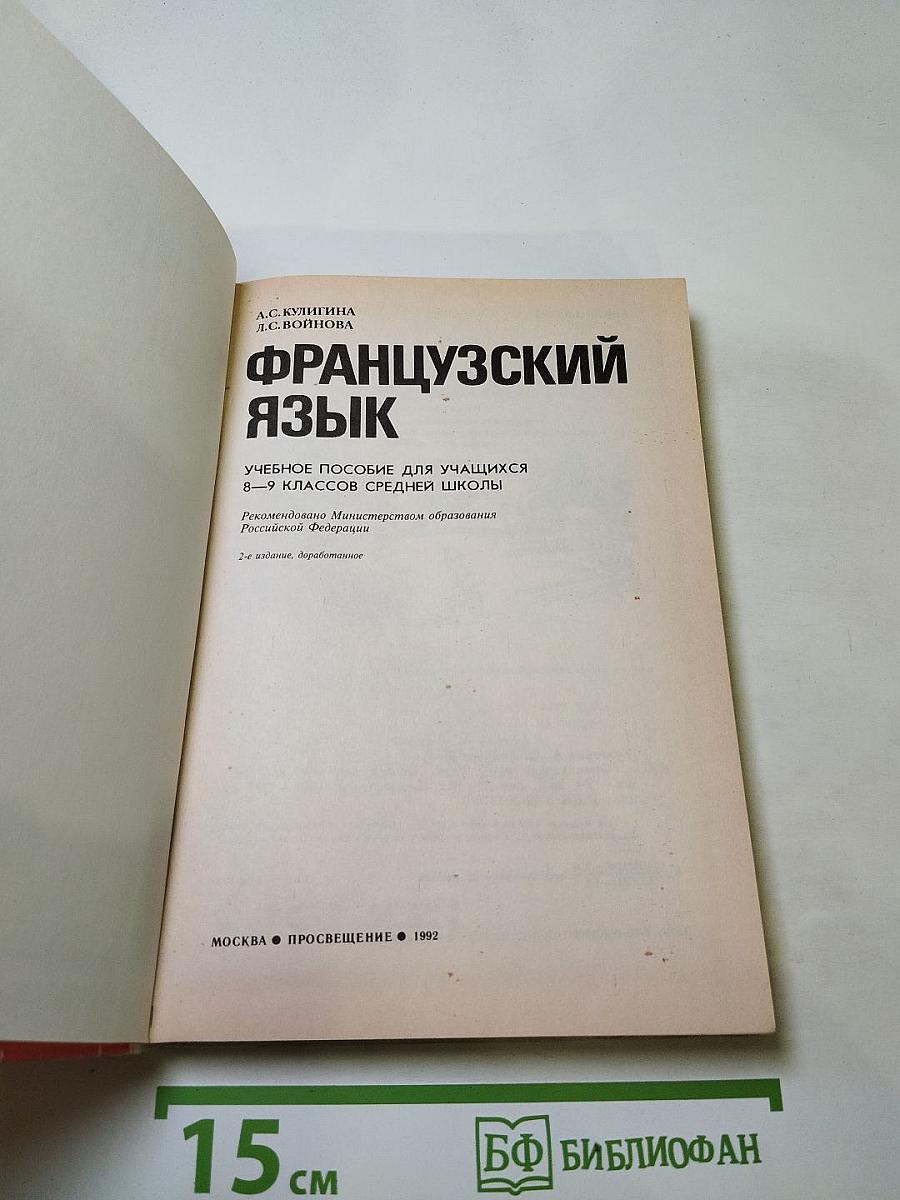 А.С.КУЛИГИНА
Л.С.ВОЙНОВА
ФРАНЦУЗСКИЙ
ЯЗЫК
УЧЕБНОЕ ПОСОБИЕ ДЛЯ УЧАЩИХСЯ
8—9 КЛАССОВ СРЕДНЕЙ ШКОЛЫ
Рекомендовано Министерством образования
Российской Федерации
2-е издание, доработанное
МОСКВА ● ПРОСВЕЩЕНИЕ ● 1992
15 см
БФ БИБЛИОФАН